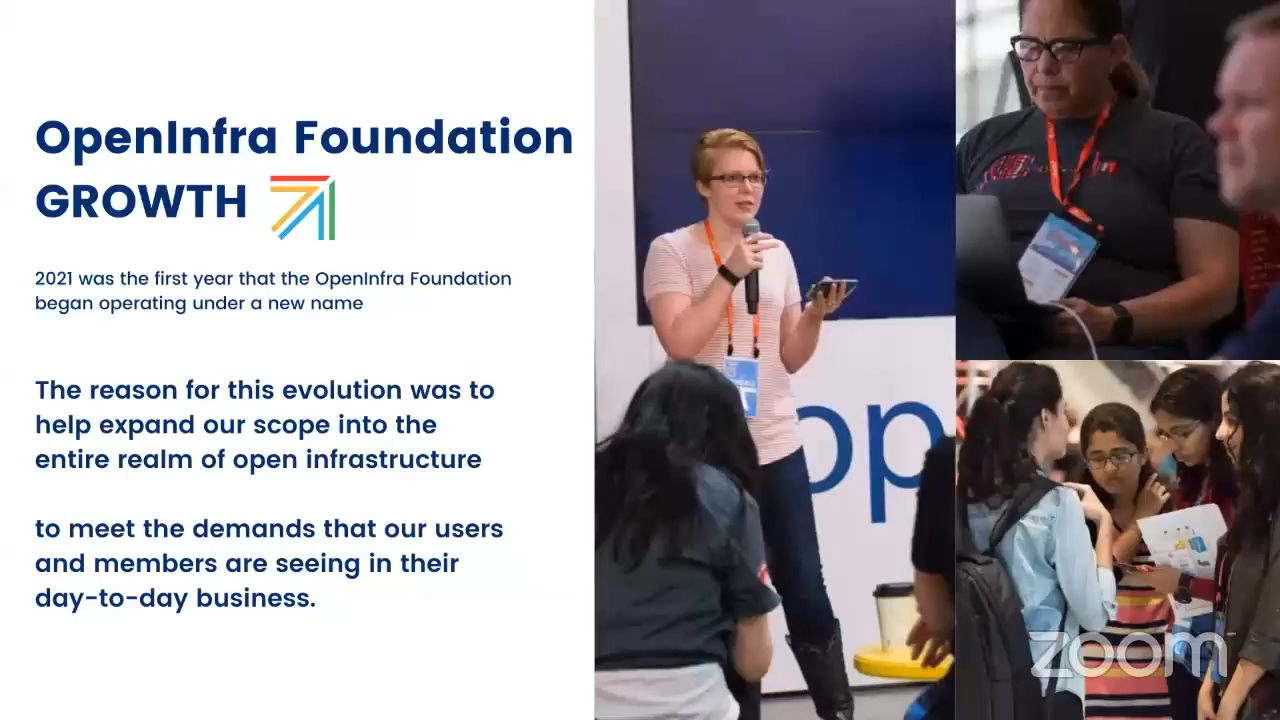 OpenInfra Foundation
GROWTH
2021 was the first year that the OpenInfra Foundation
began operating under a new name
The reason for this evolution was to
help expand our scope into the
entire realm of open infrastructure
to meet the demands that our users
and members are seeing in their
day-to-day business.
op
zoom